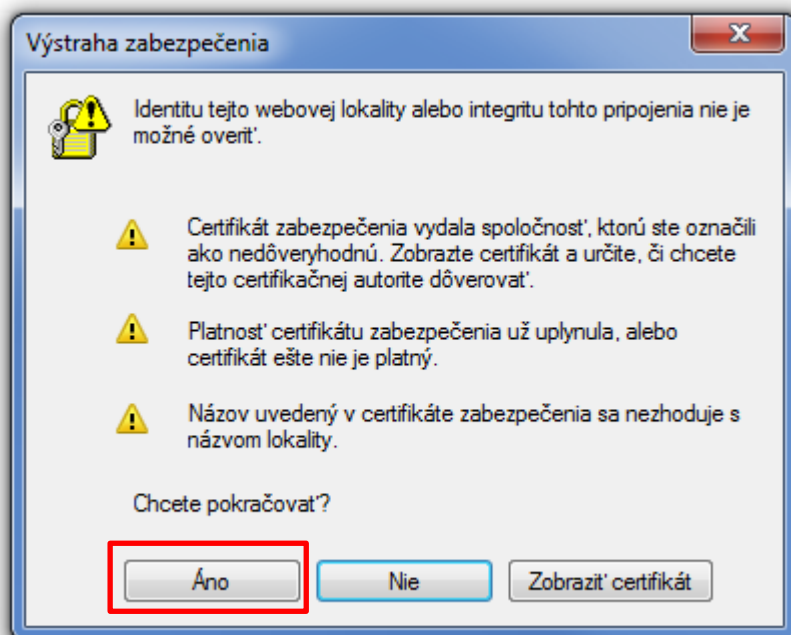 Výstraha zabezpečenia
Identitu tejto webovej lokality alebo integritu tohto pripojenia nie je
možné overiť.
Certifikát zabezpečenia vydala spoločnosť, ktorú ste označili
ako nedôveryhodnú. Zobrazte certifikát a určite, či chcete
tejto certifikačnej autorite dôverovať.
Platnosť certifikátu zabezpečenia už uplynula, alebo
certifikát ešte nie je platný.
Názov uvedený v certifikáte zabezpečenia sa nezhoduje s
názvom lokality.
Chcete pokračovať?
Áno Nie Zobraziť certifikát